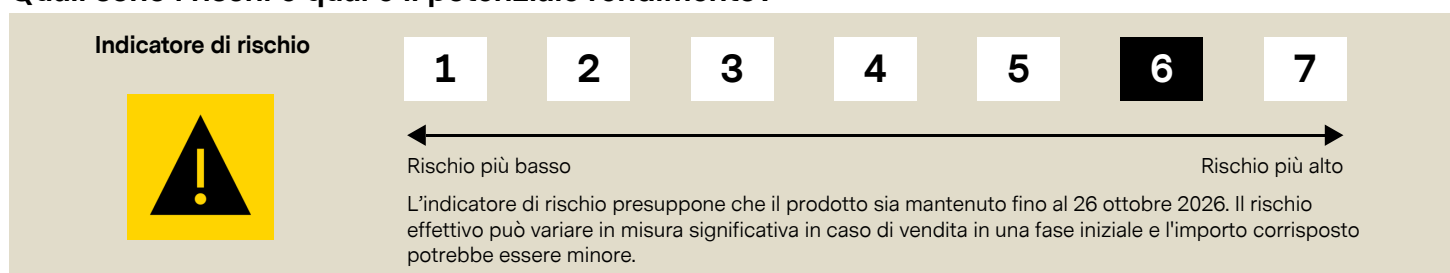 Indicatore di rischio
1 2 3 4 5 6 7
Rischio più basso
Rischio più alto
L'indicatore di rischio presuppone che il prodotto sia mantenuto fino al 26 ottobre 2026. Il rischio
effettivo può variare in misura significativa in caso di vendita in una fase iniziale e l'importo corrisposto
potrebbe essere minore.